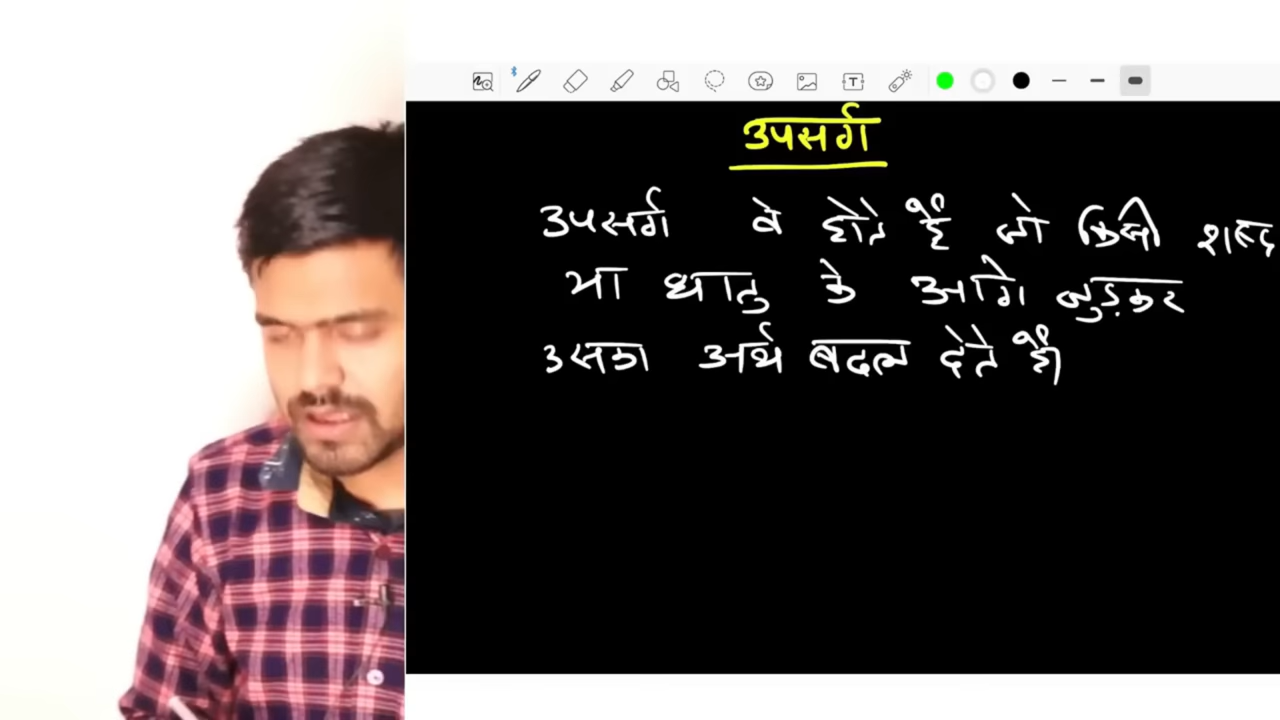 उपसर्ग
उपसर्ग वे होते हैं जो किसी शब्द
या धातु के आगे जुड़कर
उसका अर्थ बदल देते हैं